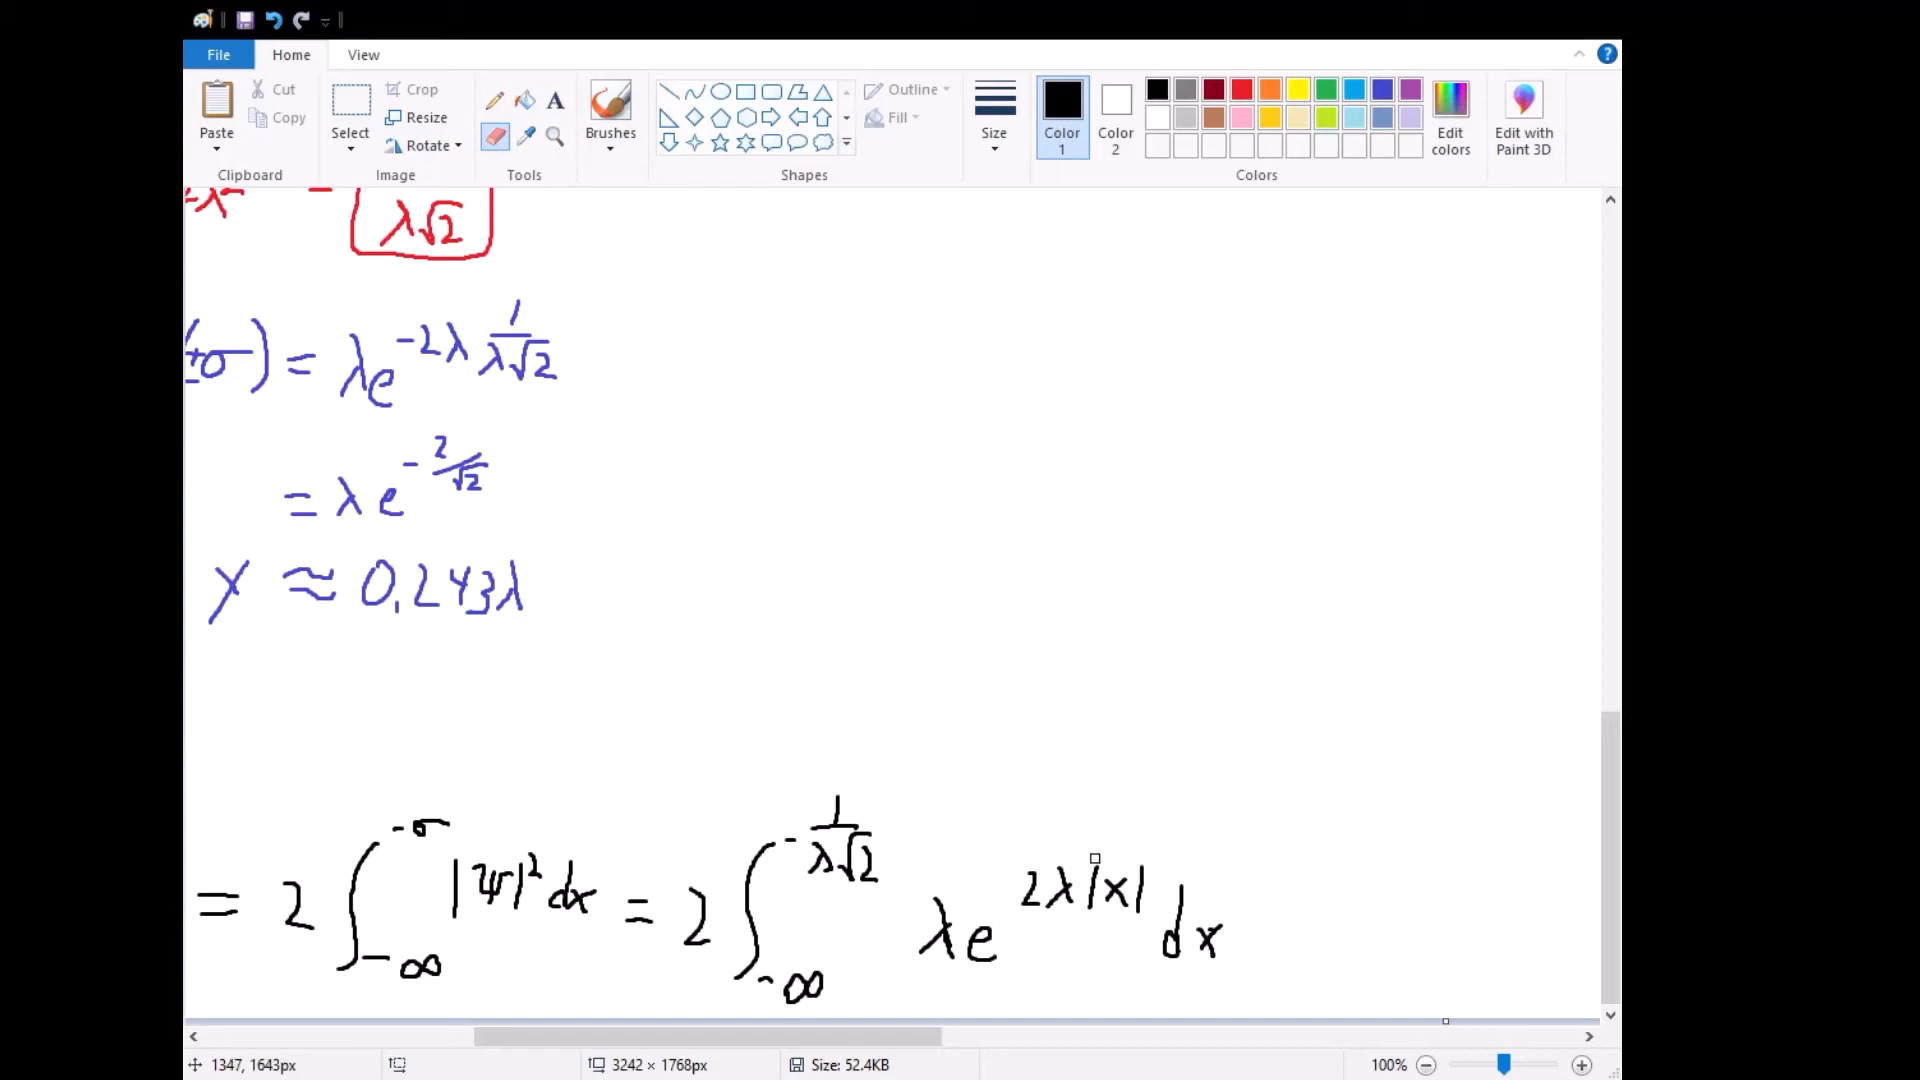 File Home View
Paste Cut Copy Clipboard
Select Crop Resize Rotate Image
A Tools
Brushes
Shapes Outline Fill
Size
Color 1 Color 2 Edit colors Edit with Paint 3D Colors
λ√2
(±σ) = λe^(-2λ 1/(λ√2))
= λe^(-2/√2)
y ≈ 0.243λ
= 2 ∫_{-∞}^{-σ} |Ψ|² dx = 2 ∫_{-∞}^{-1/(λ√2)} λe^(2λ|x|) dx
1347, 1643px 3242 × 1768px Size: 52.4KB 100%